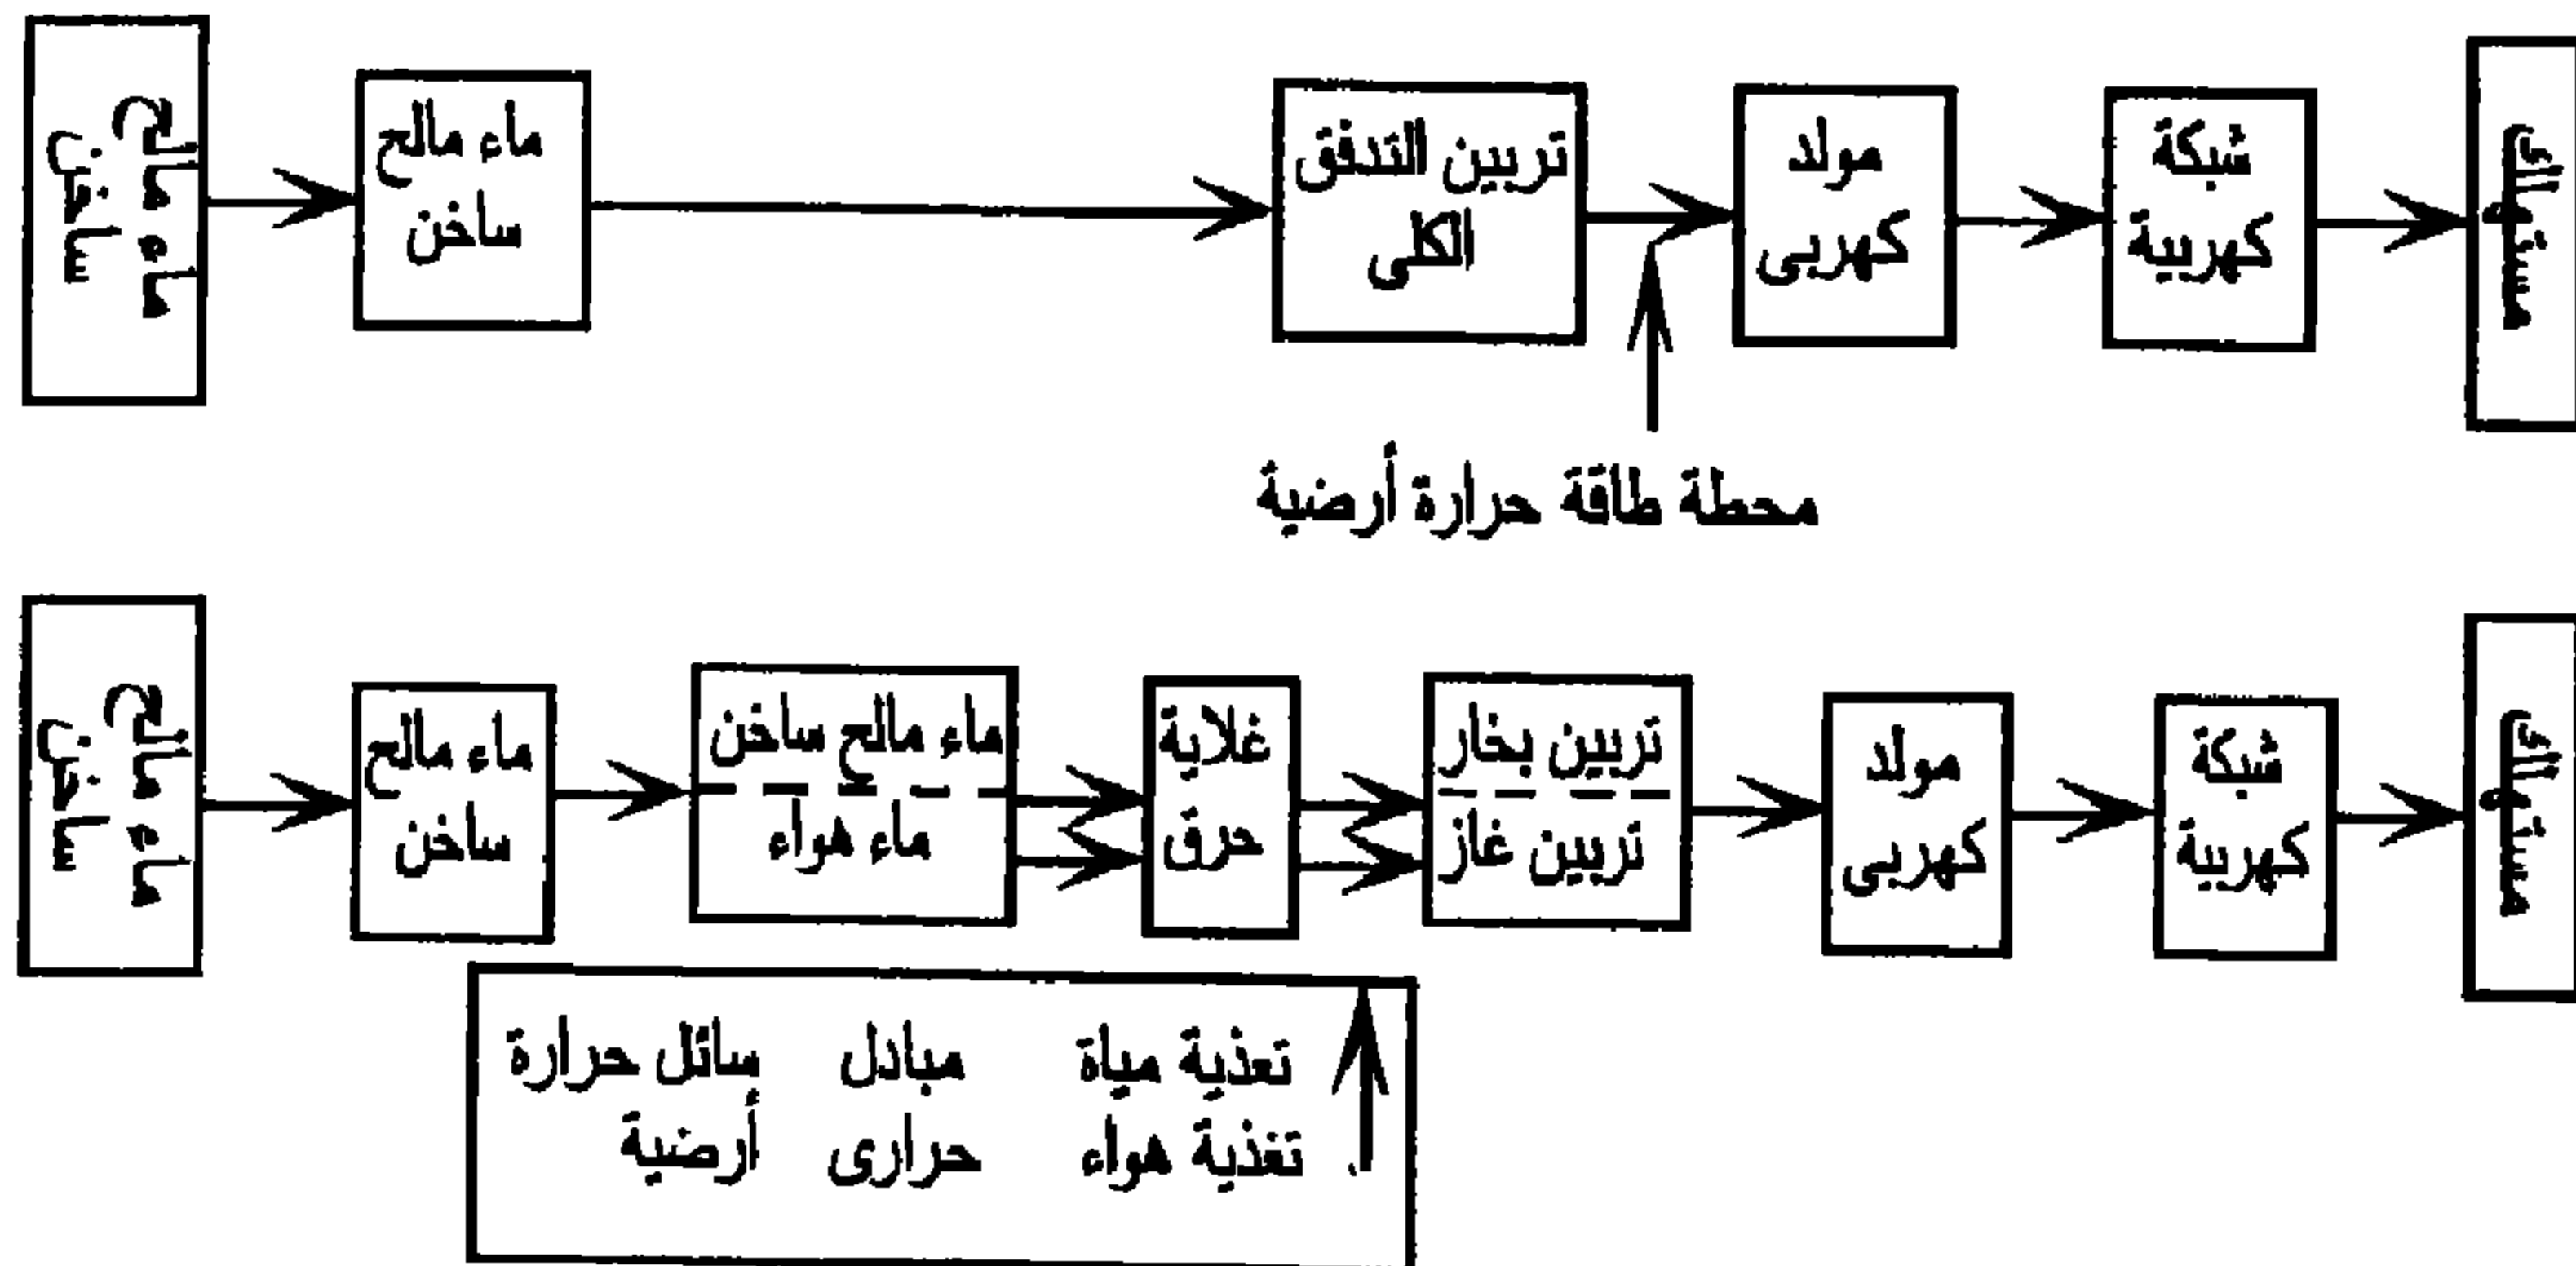 ماء مالح
ساخن
ماء مالح
ساخن
تربين التدفق
الكلى
مولد
كهربى
شبكة
كهربية
مستهلك
محطة طاقة حرارة أرضية
ماء مالح
ساخن
ماء مالح
ساخن
ماء مالح ساخن
ماء هواء
غلاية
حرق
تربين بخار
تربين غاز
مولد
كهربى
شبكة
كهربية
مستهلك
سائل حرارة
أرضية
مبادل
حرارى
تعذية مياة
تغذية هواء